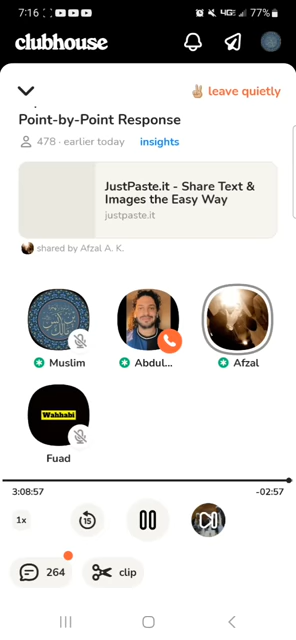 7:16
4G
77%
clubhouse
✌🏼 leave quietly
Point-by-Point Response
478 · earlier today insights
JustPaste.it - Share Text &
Images the Easy Way
justpaste.it
shared by Afzal A. K.
Muslim
Abdul...
Afzal
Wahhabi
Fuad
3:08:57
-02:57
1x
15
264
clip